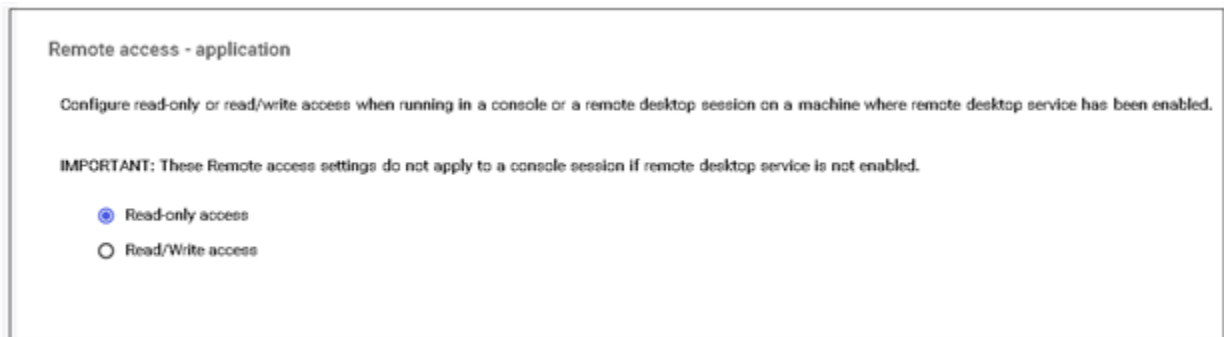 Remote access - application
Configure read-only or read/write access when running in a console or a remote desktop session on a machine where remote desktop service has been enabled.
IMPORTANT: These Remote access settings do not apply to a console session if remote desktop service is not enabled.
Read-only access
Read/Write access